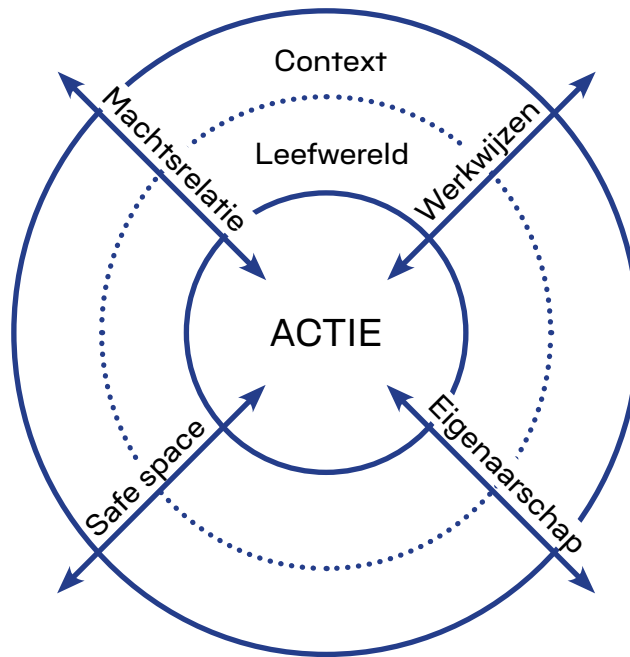 Context
Machtsrelatie
Werkwijzen
Leefwereld
ACTIE
Safe space
Eigenaarschap